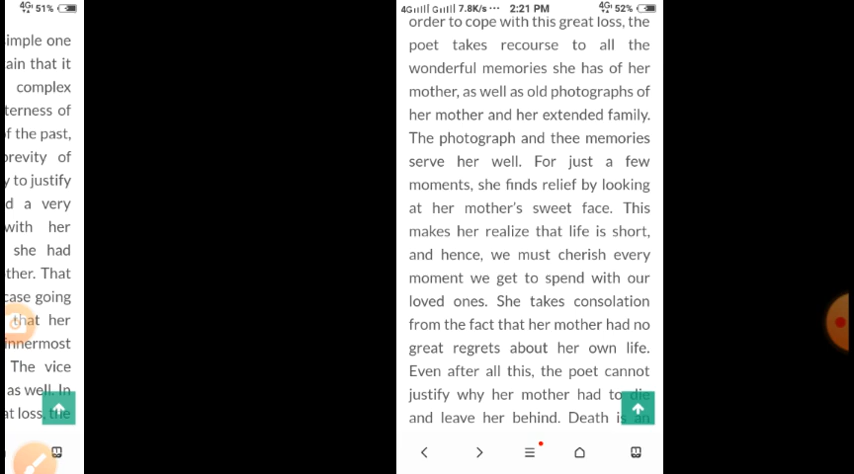 4G 51%
imple one
ain that it
complex
terness of
f the past,
brevity of
y to justify
d a very
with her
she had
ther. That
case going
that her
innermost
The vice
as well. In
at loss, the
4G G 7.8K/s ··· 2:21 PM 4G 52%
order to cope with this great loss, the
poet takes recourse to all the
wonderful memories she has of her
mother, as well as old photographs of
her mother and her extended family.
The photograph and thee memories
serve her well. For just a few
moments, she finds relief by looking
at her mother's sweet face. This
makes her realize that life is short,
and hence, we must cherish every
moment we get to spend with our
loved ones. She takes consolation
from the fact that her mother had no
great regrets about her own life.
Even after all this, the poet cannot
justify why her mother had to die
and leave her behind. Death is an